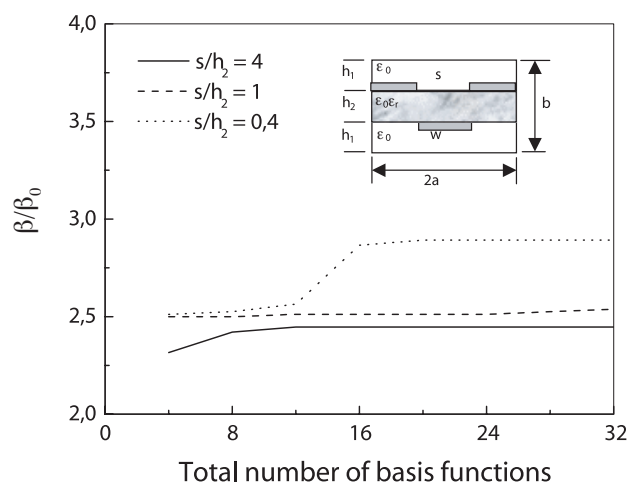 4,0
3,5
3,0
2,5
2,0
β/β0
s/h2 = 4
s/h2 = 1
s/h2 = 0,4
h1
h2
h1
ε0
s
ε0εr
ε0
w
b
2a
0
8
16
24
32
Total number of basis functions